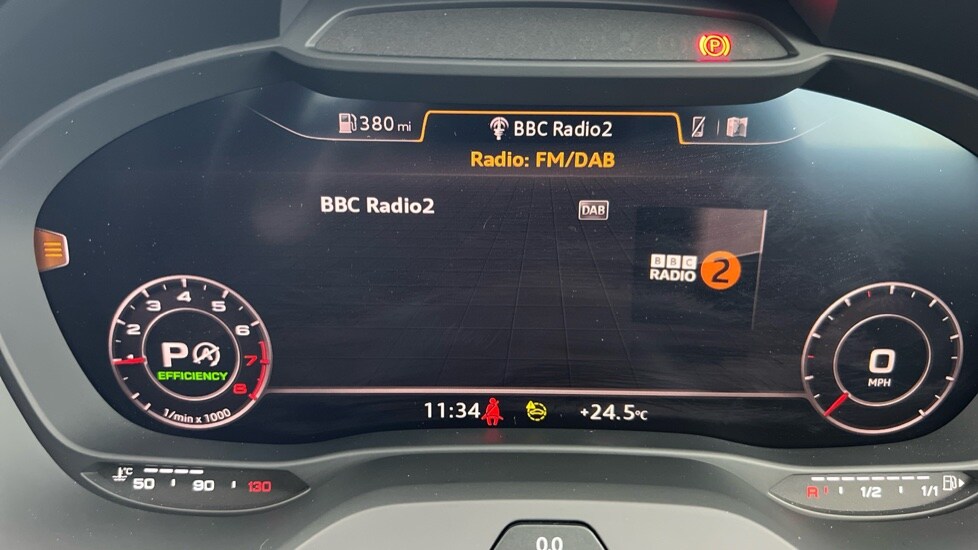 P
380 mi
BBC Radio2
Radio: FM/DAB
BBC Radio2
DAB
BBC
RADIO 2
1 2 3 4 5 6 7 8
P A
EFFICIENCY
1/min x 1000
0
MPH
11:34
+24.5°C
°C
50 90 130
R 1/2 1/1
0.0